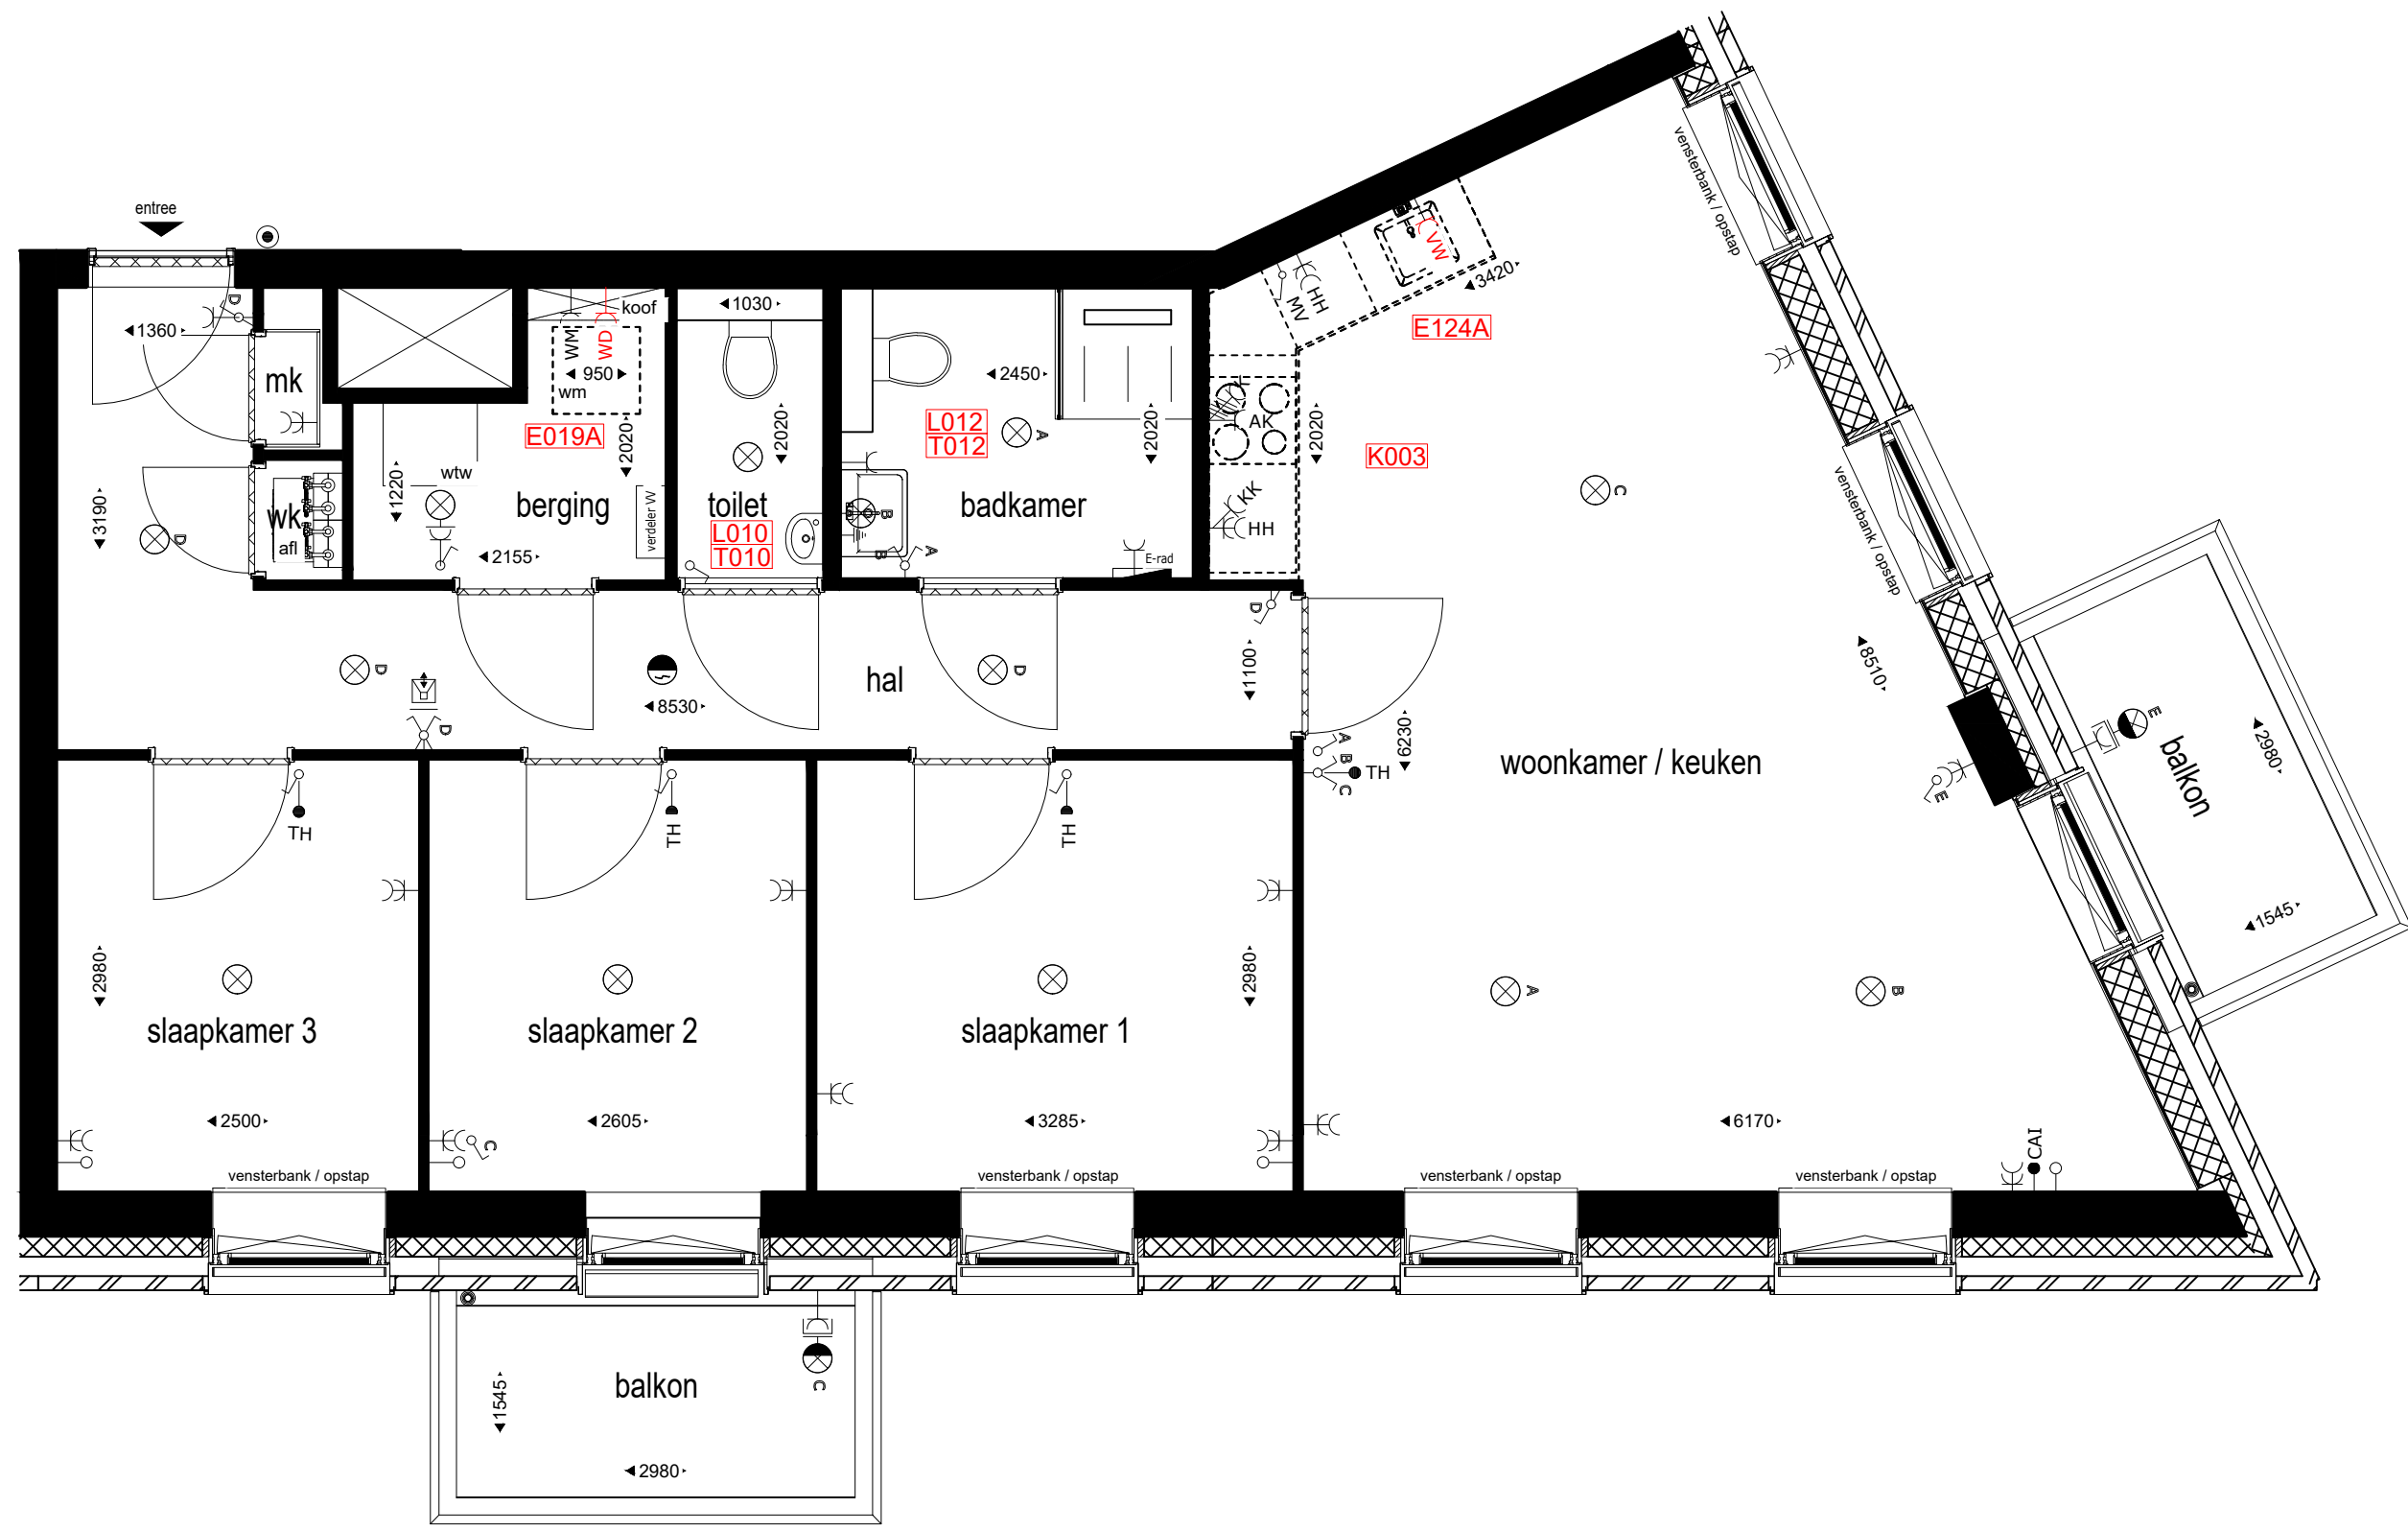 entree
vensterbank / opstap
VW
3420
HH
MV
koof
WM
WD
1030
D
1360
950
wm
2450
E124A
mk
L012
T012
A
KK
AK
2020
2020
2020
2020
K003
E019A
wtw
1220
berging
toilet
badkamer
C
vensterbank / opstap
3190
D
wk
afl
verdeler VV
L010
T010
B
B
A
KK
HH
2155
E-rad
D
D
hal
D
1100
8510
D
8530
6230
E
2980
balkon
woonkamer / keuken
A
B
C
TH
E
TH
TH
TH
1545
2980
2980
A
B
slaapkamer 3
slaapkamer 2
slaapkamer 1
2500
2605
3285
6170
C
CAI
vensterbank / opstap
vensterbank / opstap
vensterbank / opstap
vensterbank / opstap
C
1545
balkon
2980